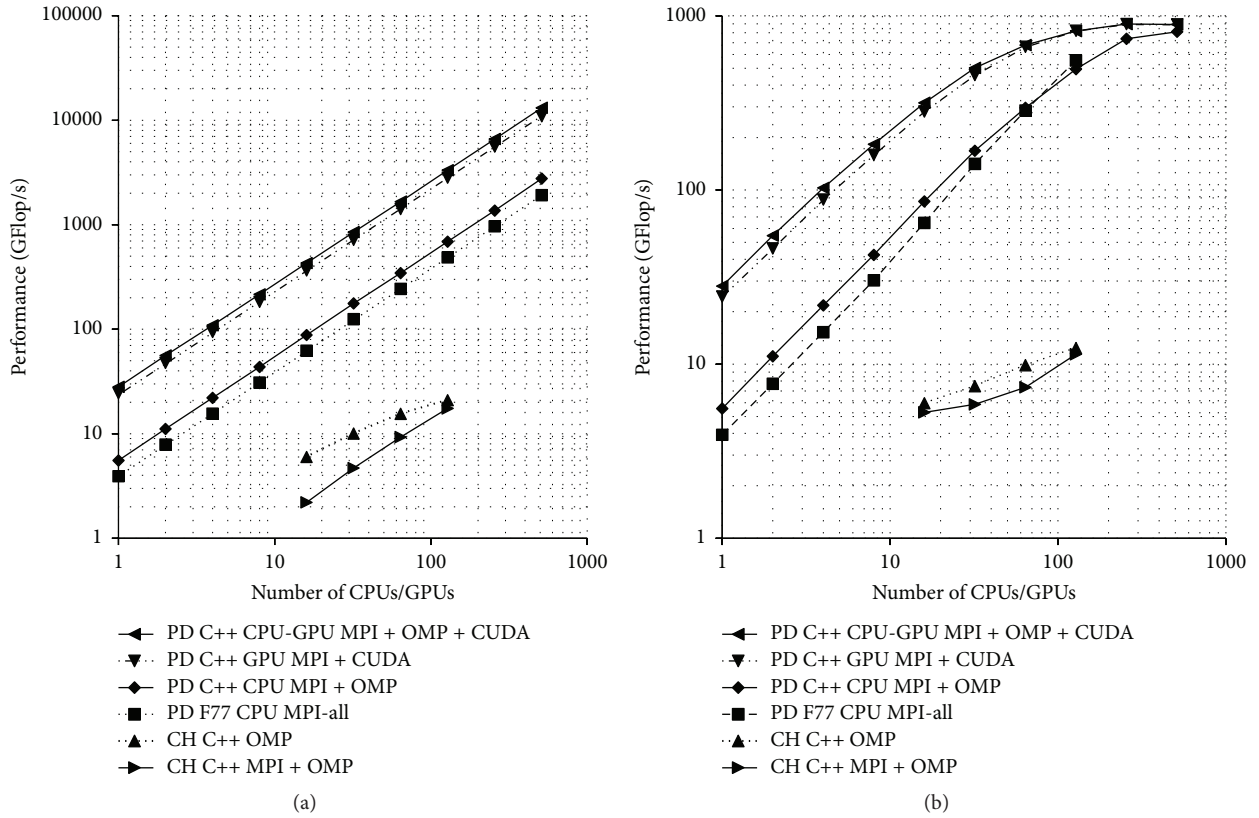 100000
10000
1000
100
10
1
Performance (GFlop/s)
1 10 100 1000
Number of CPUs/GPUs
PD C++ CPU-GPU MPI + OMP + CUDA
PD C++ GPU MPI + CUDA
PD C++ CPU MPI + OMP
PD F77 CPU MPI-all
CH C++ OMP
CH C++ MPI + OMP
(a)
1000
100
10
1
Performance (GFlop/s)
1 10 100 1000
Number of CPUs/GPUs
PD C++ CPU-GPU MPI + OMP + CUDA
PD C++ GPU MPI + CUDA
PD C++ CPU MPI + OMP
PD F77 CPU MPI-all
CH C++ OMP
CH C++ MPI + OMP
(b)